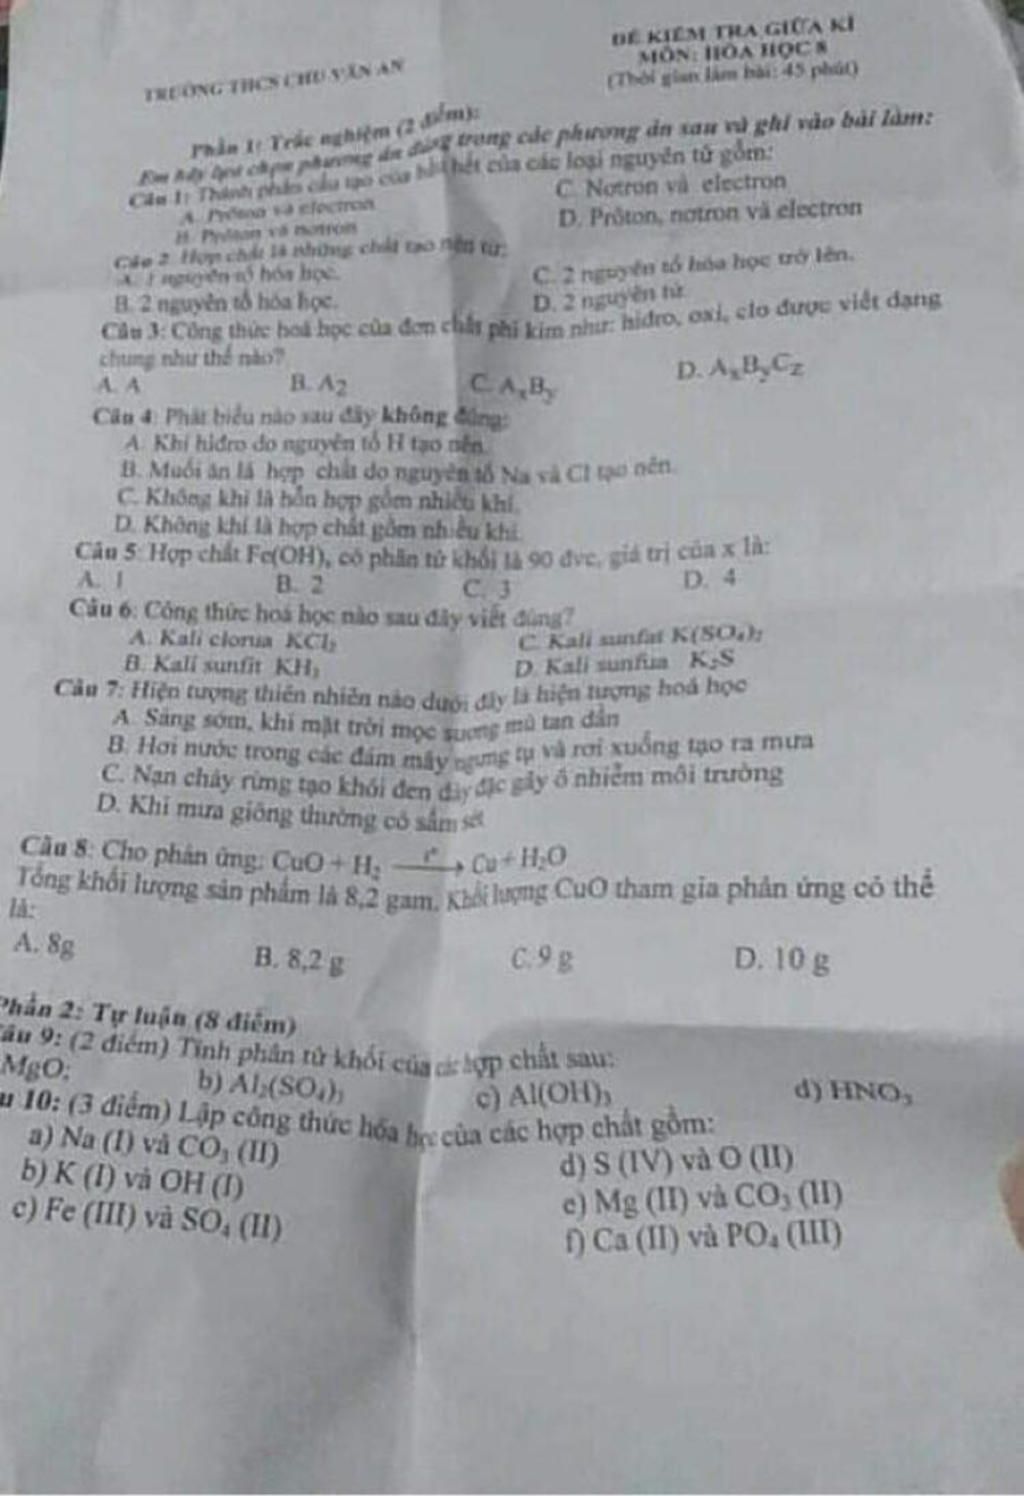 TRƯỜNG THCS CHU VĂN AN
ĐỀ KIỂM TRA GIỮA KÌ
MÔN: HÓA HỌC 8
(Thời gian làm bài: 45 phút)
Phần 1: Trắc nghiệm (2 điểm):
Em hãy lựa chọn phương án đúng trong các phương án sau và ghi vào bài làm:
Câu 1: Thành phần cấu tạo của hầu hết của các loại nguyên tử gồm:
A. Prôton và electron
C. Nơtron và electron
B. Prôton và nơtron
D. Prôton, nơtron và electron
Câu 2: Hợp chất là những chất tạo nên từ:
A. 1 nguyên tố hóa học.
C. 2 nguyên tố hóa học trở lên.
B. 2 nguyên tố hóa học.
D. 2 nguyên tử.
Câu 3: Công thức hoá học của đơn chất phi kim như: hiđro, oxi, clo được viết dạng
chung như thế nào?
A. A B. A₂ C. AₓBᵧ D. AₓBᵧC_Z
Câu 4: Phát biểu nào sau đây không đúng:
A. Khí hiđro do nguyên tố H tạo nên.
B. Muối ăn là hợp chất do nguyên tố Na và Cl tạo nên.
C. Không khí là hỗn hợp gồm nhiều khí.
D. Không khí là hợp chất gồm nhiều khí.
Câu 5: Hợp chất Fe(OH)ₓ có phân tử khối là 90 đvc, giá trị của x là:
A. 1 B. 2 C. 3 D. 4
Câu 6: Công thức hoá học nào sau đây viết đúng?
A. Kali clorua KCl₂
C. Kali sunfat K(SO₄)₂
B. Kali sunfit
D. Kali sunfua K₂S
Câu 7: Hiện tượng thiên nhiên nào dưới đây là hiện tượng hoá học
A. Sáng sớm, khi mặt trời mọc sương mù tan dần
B. Hơi nước trong các đám mây ngưng tụ và rơi xuống tạo ra mưa
C. Nạn cháy rừng tạo khói đen dày đặc gây ô nhiễm môi trường
D. Khi mưa giông thường có sấm sét
Câu 8: Cho phản ứng: CuO + H₂ —t°→ Cu + H₂O
Tổng khối lượng sản phẩm là 8,2 gam. Khối lượng CuO tham gia phản ứng có thể
là:
A. 8g B. 8,2 g C. 9 g D. 10 g
Phần 2: Tự luận (8 điểm)
Câu 9: (2 điểm) Tính phân tử khối của các hợp chất sau:
MgO; b) Al₂(SO₄)₃ c) Al(OH)₃ d) HNO₃
u 10: (3 điểm) Lập công thức hóa học của các hợp chất gồm:
a) Na (I) và CO₃ (II)
d) S (IV) và O (II)
b) K (I) và OH (I)
e) Mg (II) và CO₃ (II)
c) Fe (III) và SO₄ (II)
f) Ca (II) và PO₄ (III)